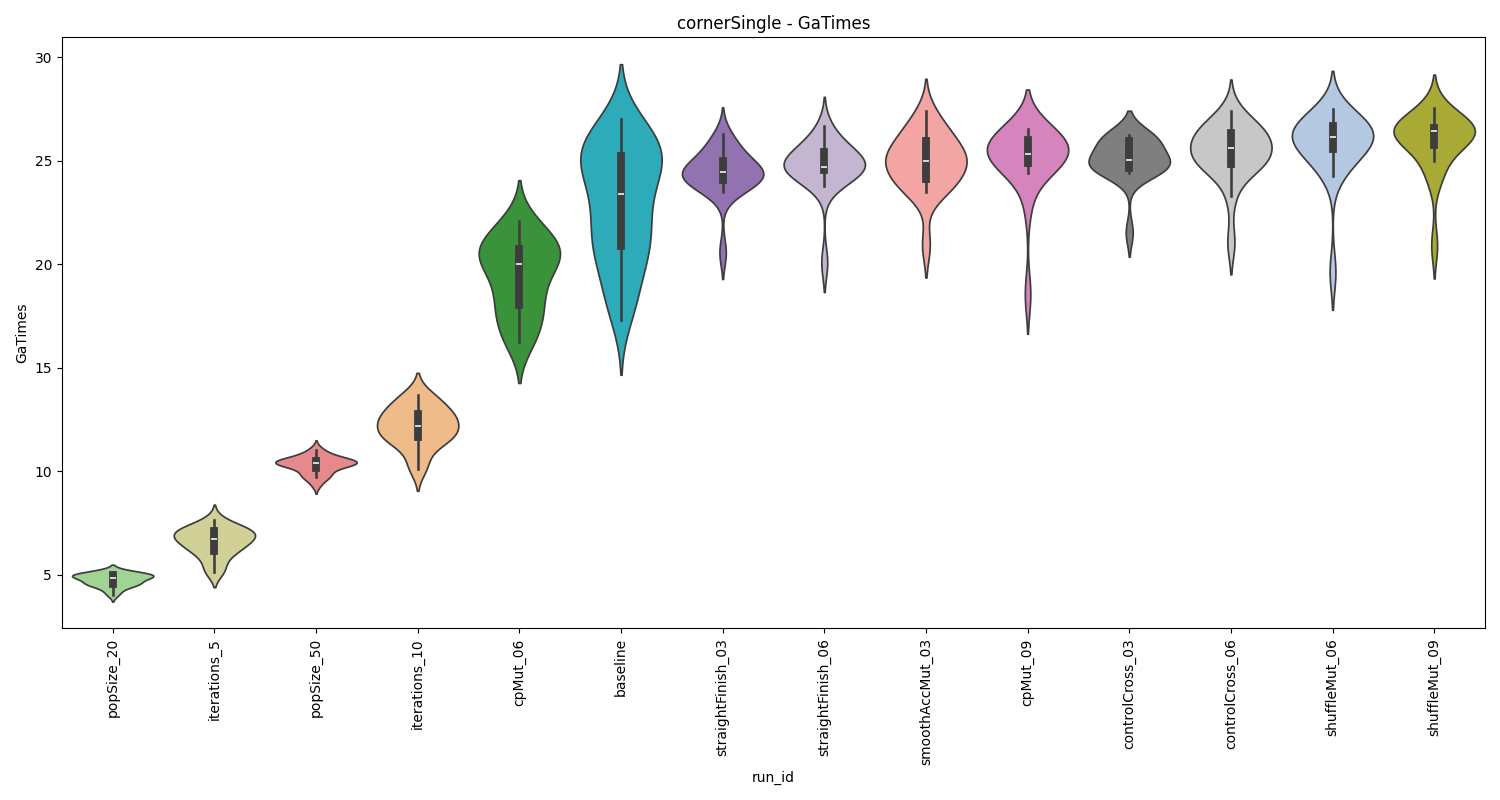 cornerSingle - GaTimes
30
25
20
15
10
5
GaTimes
popSize_20
iterations_5
popSize_50
iterations_10
cpMut_06
baseline
straightFinish_03
straightFinish_06
smoothAccMut_03
cpMut_09
controlCross_03
controlCross_06
shuffleMut_06
shuffleMut_09
run_id